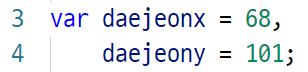 3 var daejeonx = 68,
4     daejeony = 101;